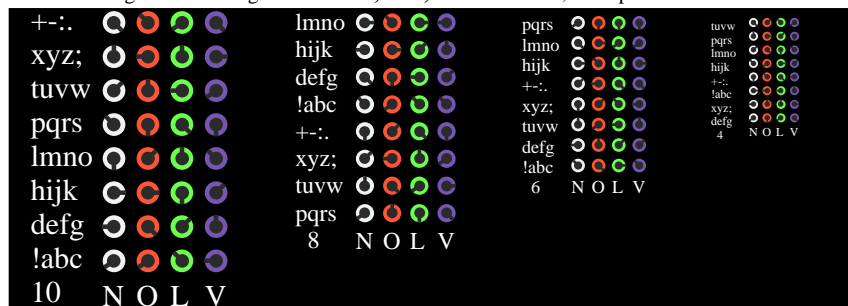 +-:.
xyz;
tuvw
pqrs
lmno
hijk
defg
!abc
10 N O L V
lmno
hijk
defg
!abc
+-:.
xyz;
tuvw
pqrs
8 N O L V
pqrs
lmno
hijk
+-:.
xyz;
tuvw
defg
!abc
6 N O L V
tuvw
pqrs
lmno
hijk
+-:.
!abc
xyz;
defg
4 N O L V